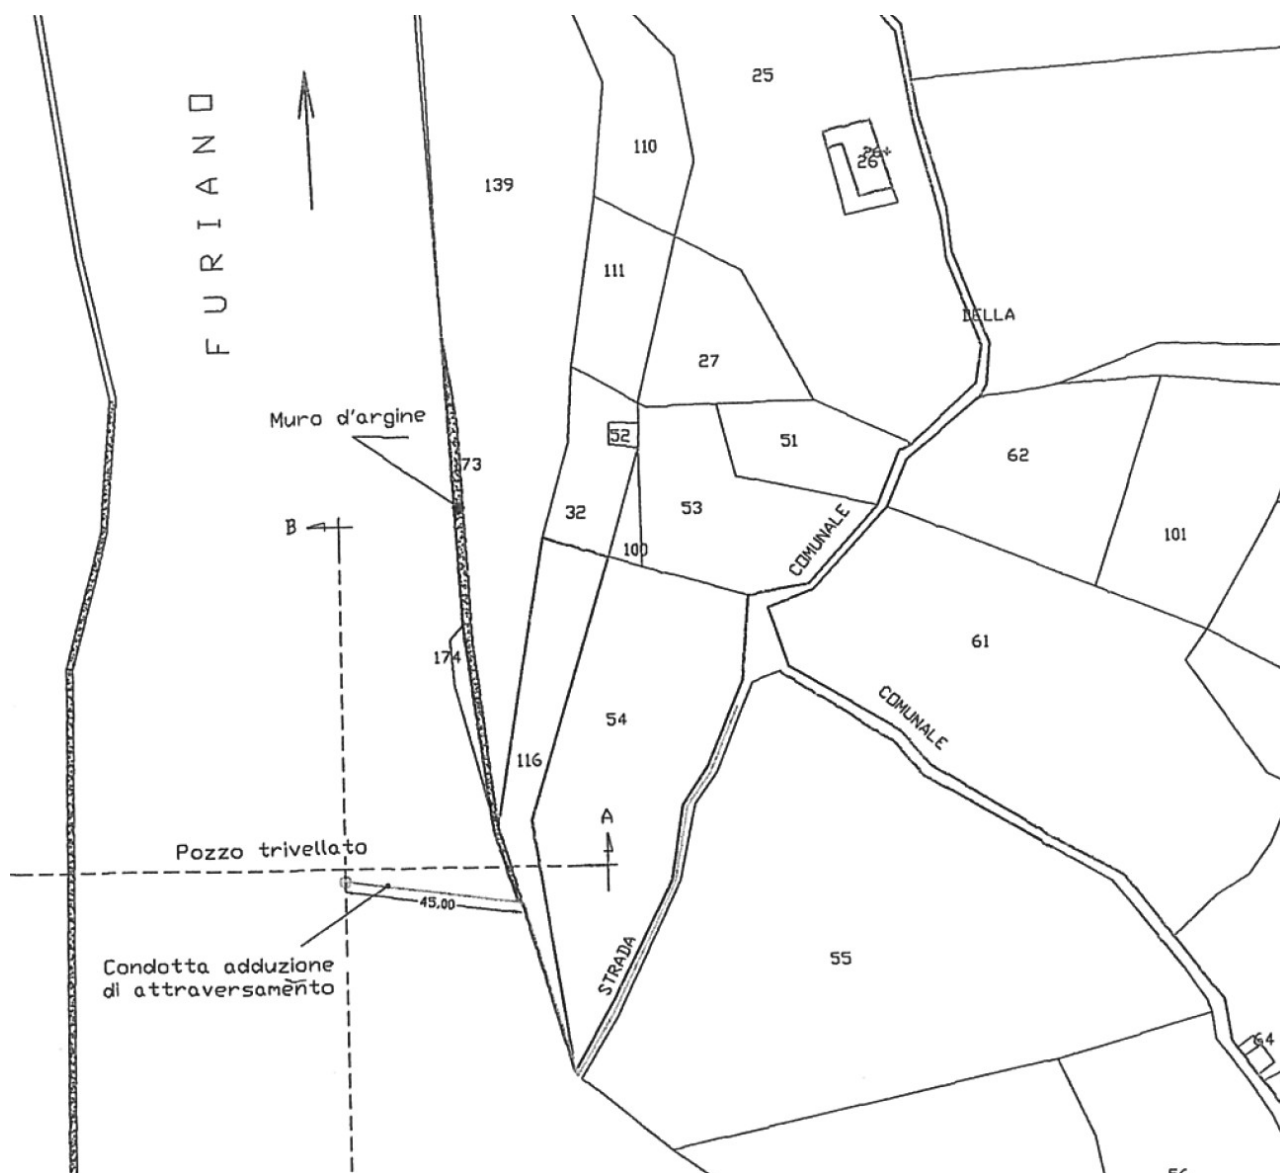 25
FURIANO
110
26
26+
139
111
DELLA
27
Muro d'argine
52
51
62
73
32
53
COMUNALE
B
100
101
61
174
COMUNALE
54
116
A
Pozzo trivellato
45,00
STRADA
55
Condotta adduzione
di attraversamento
64